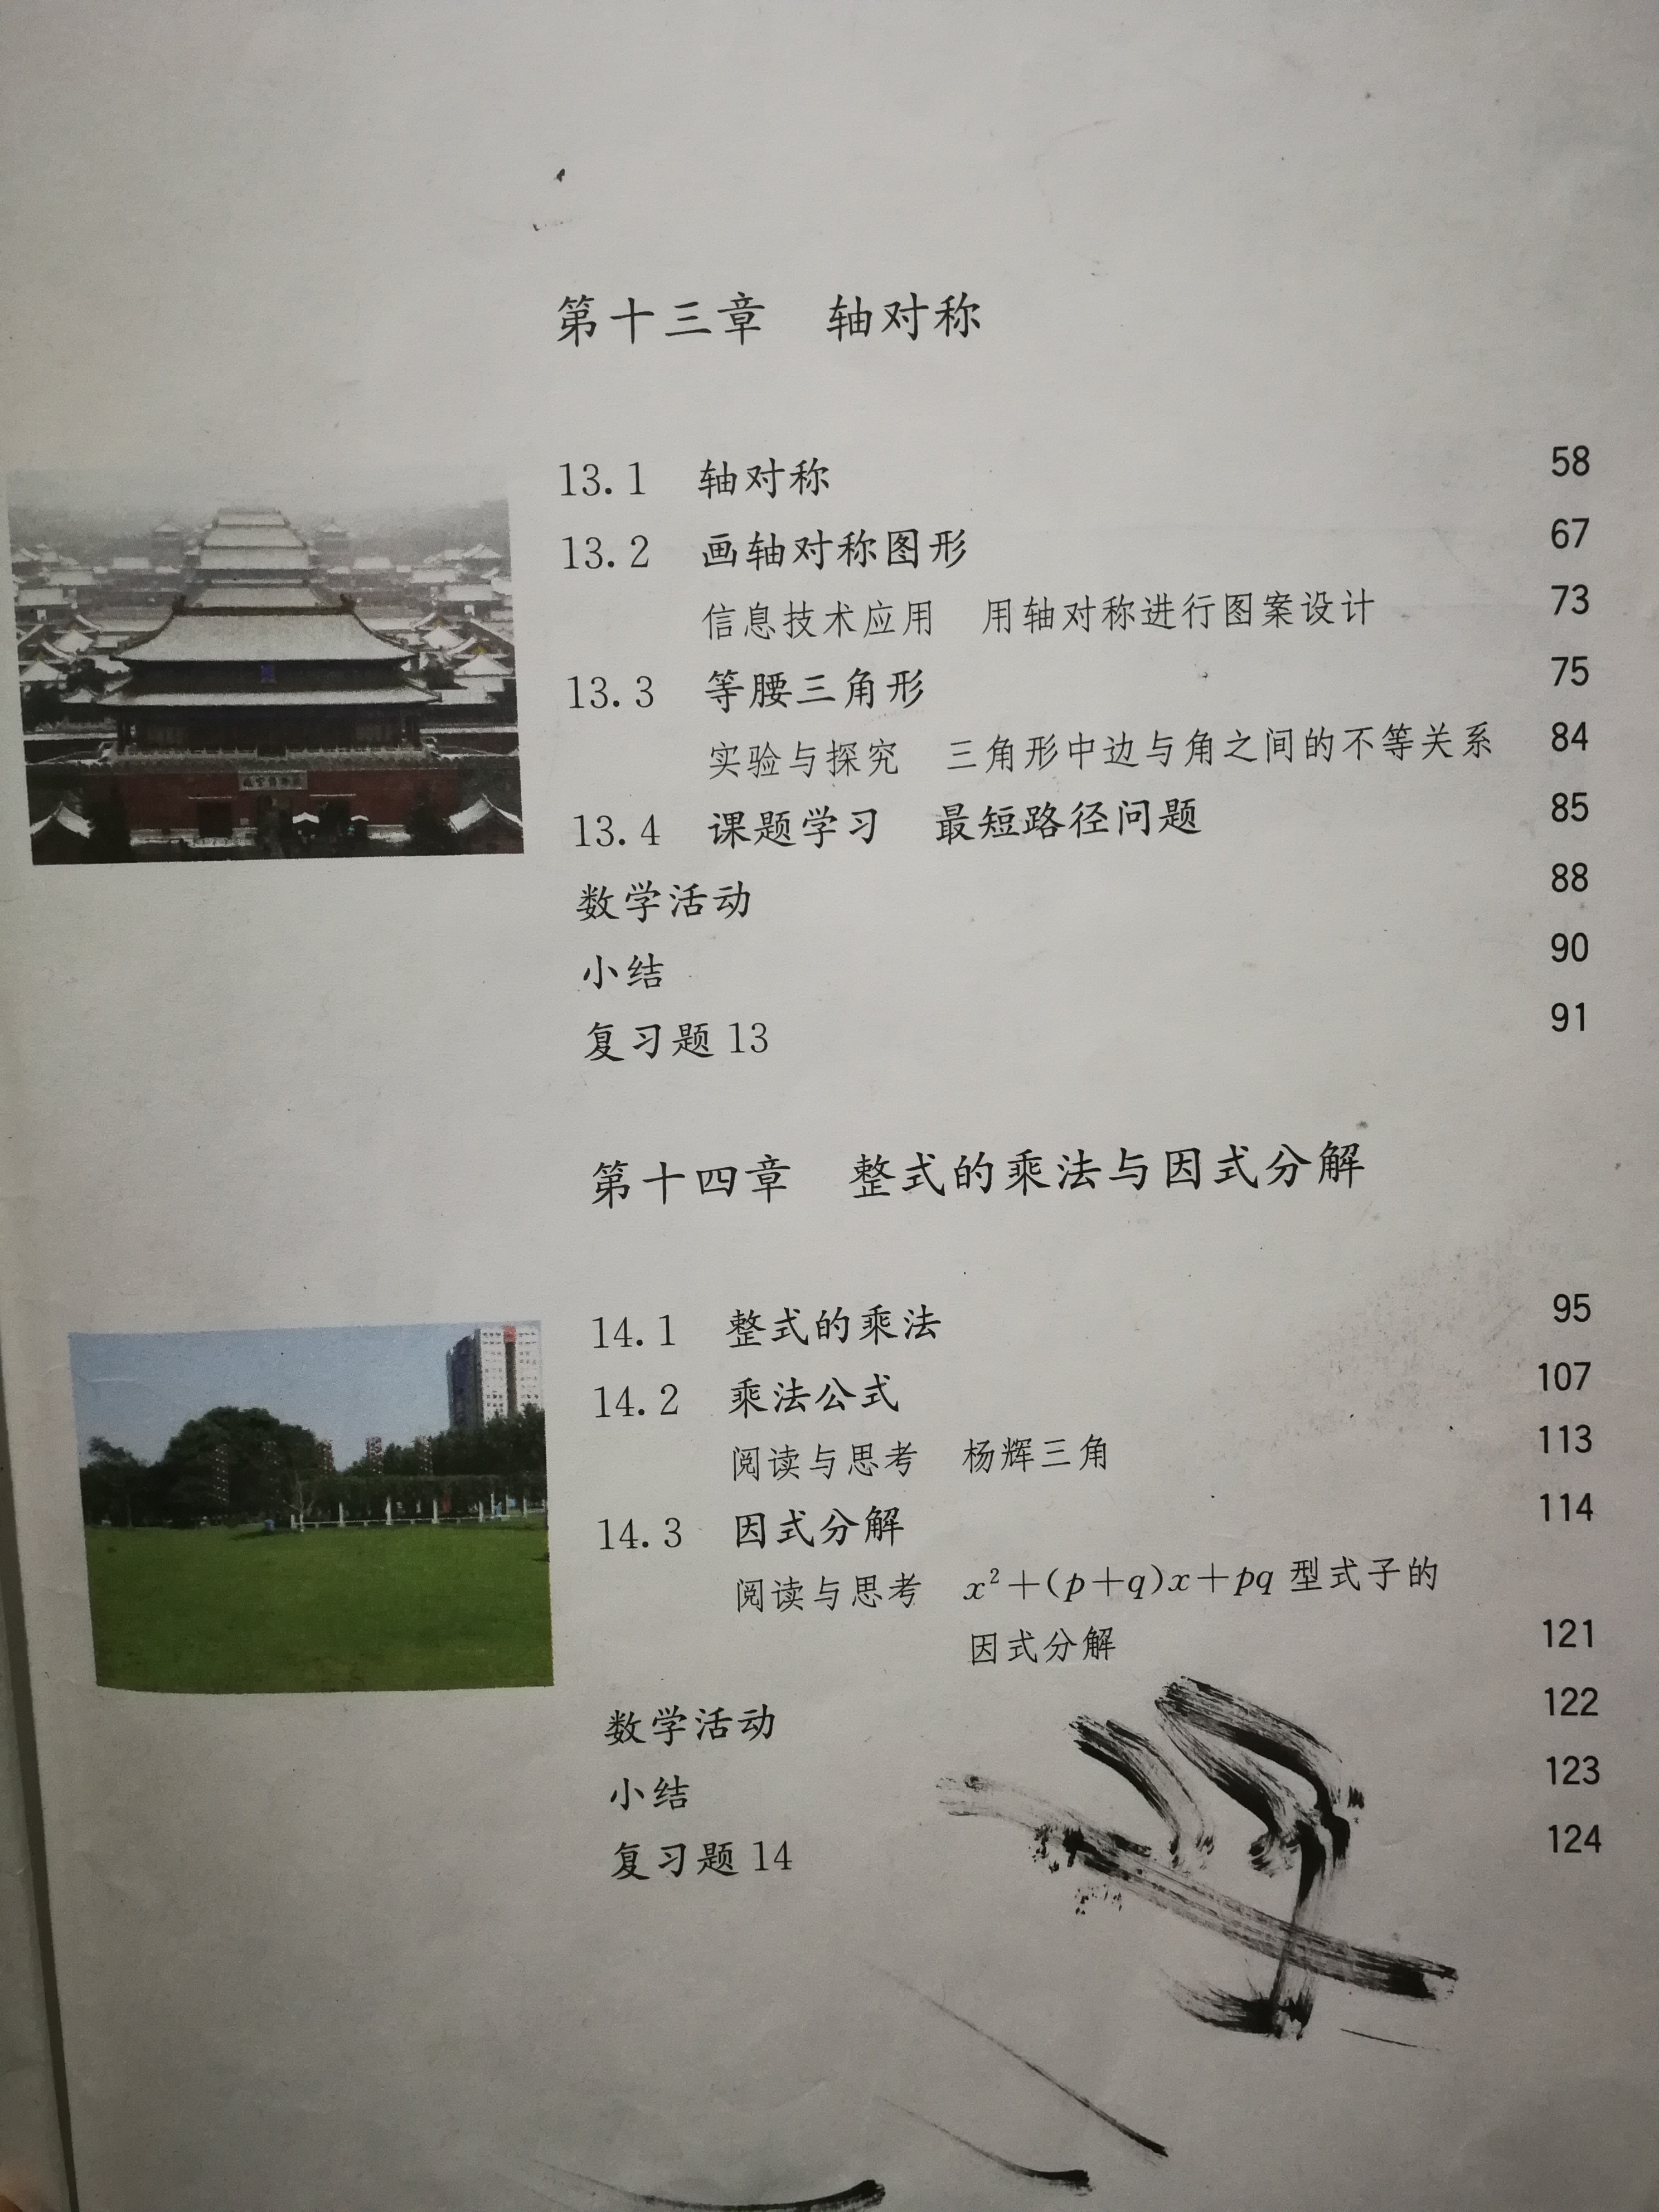 第十三章 轴对称
13.1 轴对称 58
13.2 画轴对称图形 67
信息技术应用 用轴对称进行图案设计 73
13.3 等腰三角形 75
实验与探究 三角形中边与角之间的不等关系 84
13.4 课题学习 最短路径问题 85
数学活动 88
小结 90
复习题 13 91
第十四章 整式的乘法与因式分解
14.1 整式的乘法 95
14.2 乘法公式 107
阅读与思考 杨辉三角 113
14.3 因式分解 114
阅读与思考 x²+(p+q)x+pq 型式子的
因式分解 121
数学活动 122
小结 123
复习题 14 124